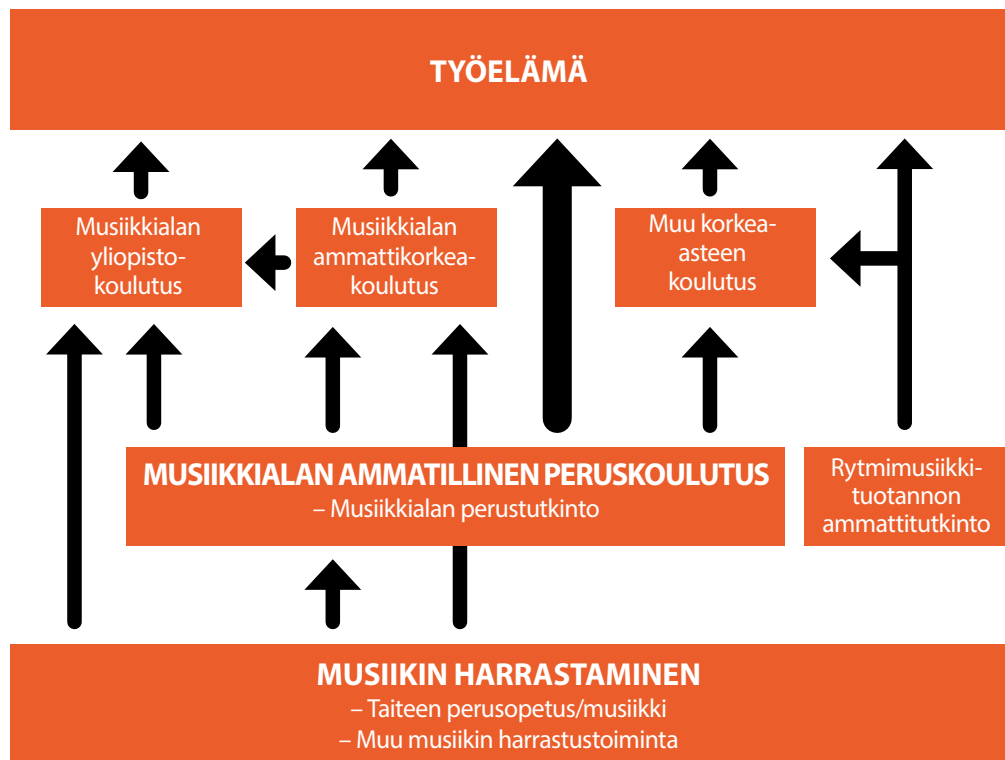 TYÖELÄMÄ
Musiikkialan
yliopisto-
koulutus
Musiikkialan
ammattikorkea-
koulutus
Muu korkea-
asteen
koulutus
MUSIIKKIALAN AMMATILLINEN PERUSKOULUTUS
– Musiikkialan perustutkinto
Rytmimusiikki-
tuotannon
ammattitutkinto
MUSIIKIN HARRASTAMINEN
– Taiteen perusopetus/musiikki
– Muu musiikin harrastustoiminta